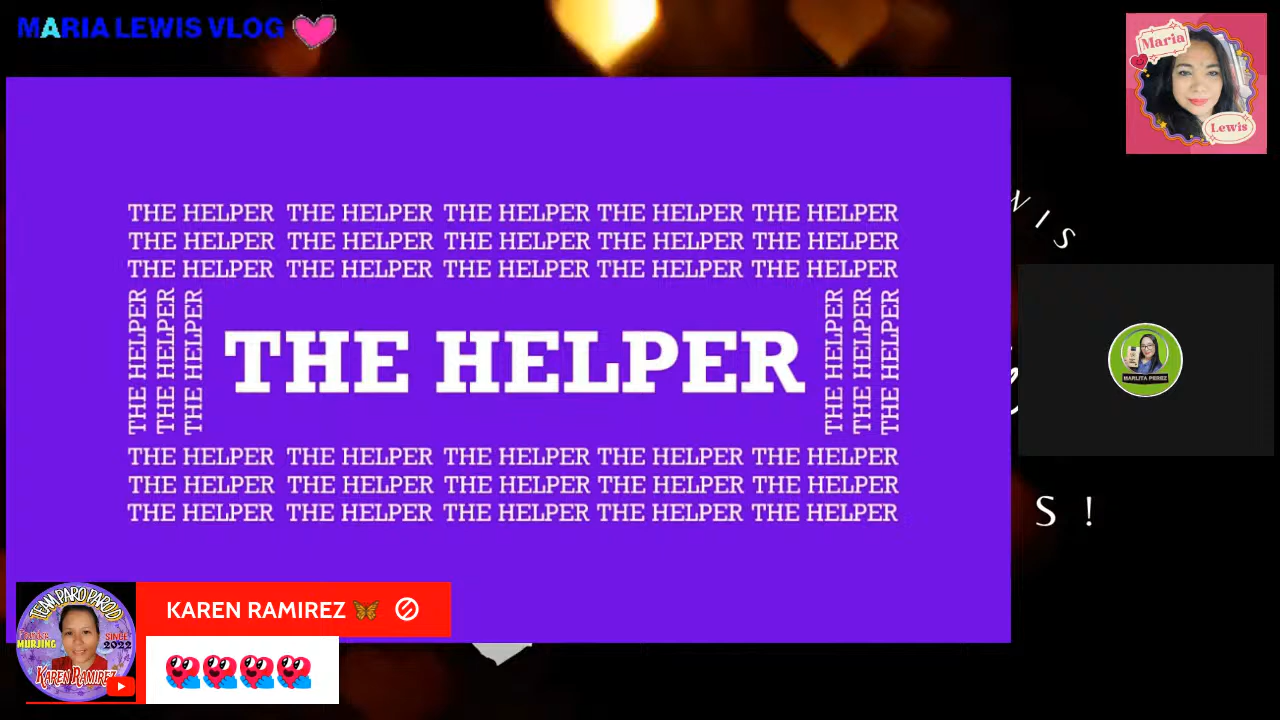 MARIA LEWIS VLOG
Maria
Lewis
THE HELPER THE HELPER THE HELPER THE HELPER THE HELPER
THE HELPER THE HELPER THE HELPER THE HELPER THE HELPER
THE HELPER THE HELPER THE HELPER THE HELPER THE HELPER
THE HELPER
THE HELPER
THE HELPER
THE HELPER
THE HELPER
THE HELPER
THE HELPER
THE HELPER THE HELPER THE HELPER THE HELPER THE HELPER
THE HELPER THE HELPER THE HELPER THE HELPER THE HELPER
THE HELPER THE HELPER THE HELPER THE HELPER THE HELPER
WIS
MARLITA PEREZ
S !
TEAM PARO PARO
MURJING
SINCE
2022
KAREN RAMIREZ
KAREN RAMIREZ